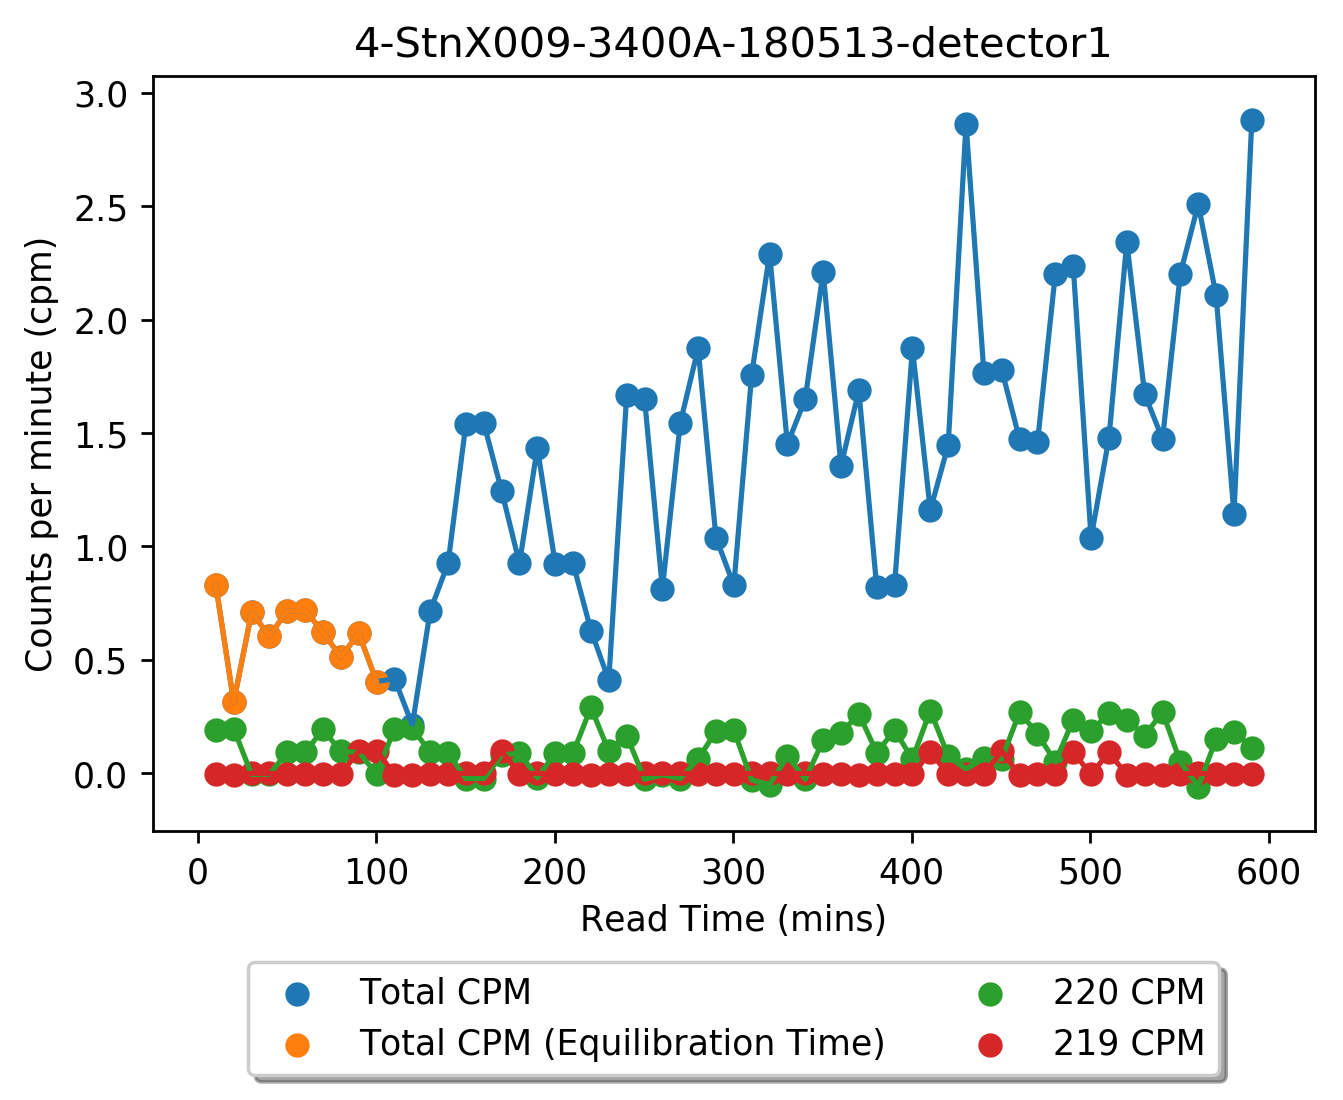 4-StnX009-3400A-180513-detector1
Counts per minute (cpm)
3.0
2.5
2.0
1.5
1.0
0.5
0.0
0 100 200 300 400 500 600
Read Time (mins)
Total CPM
Total CPM (Equilibration Time)
220 CPM
219 CPM